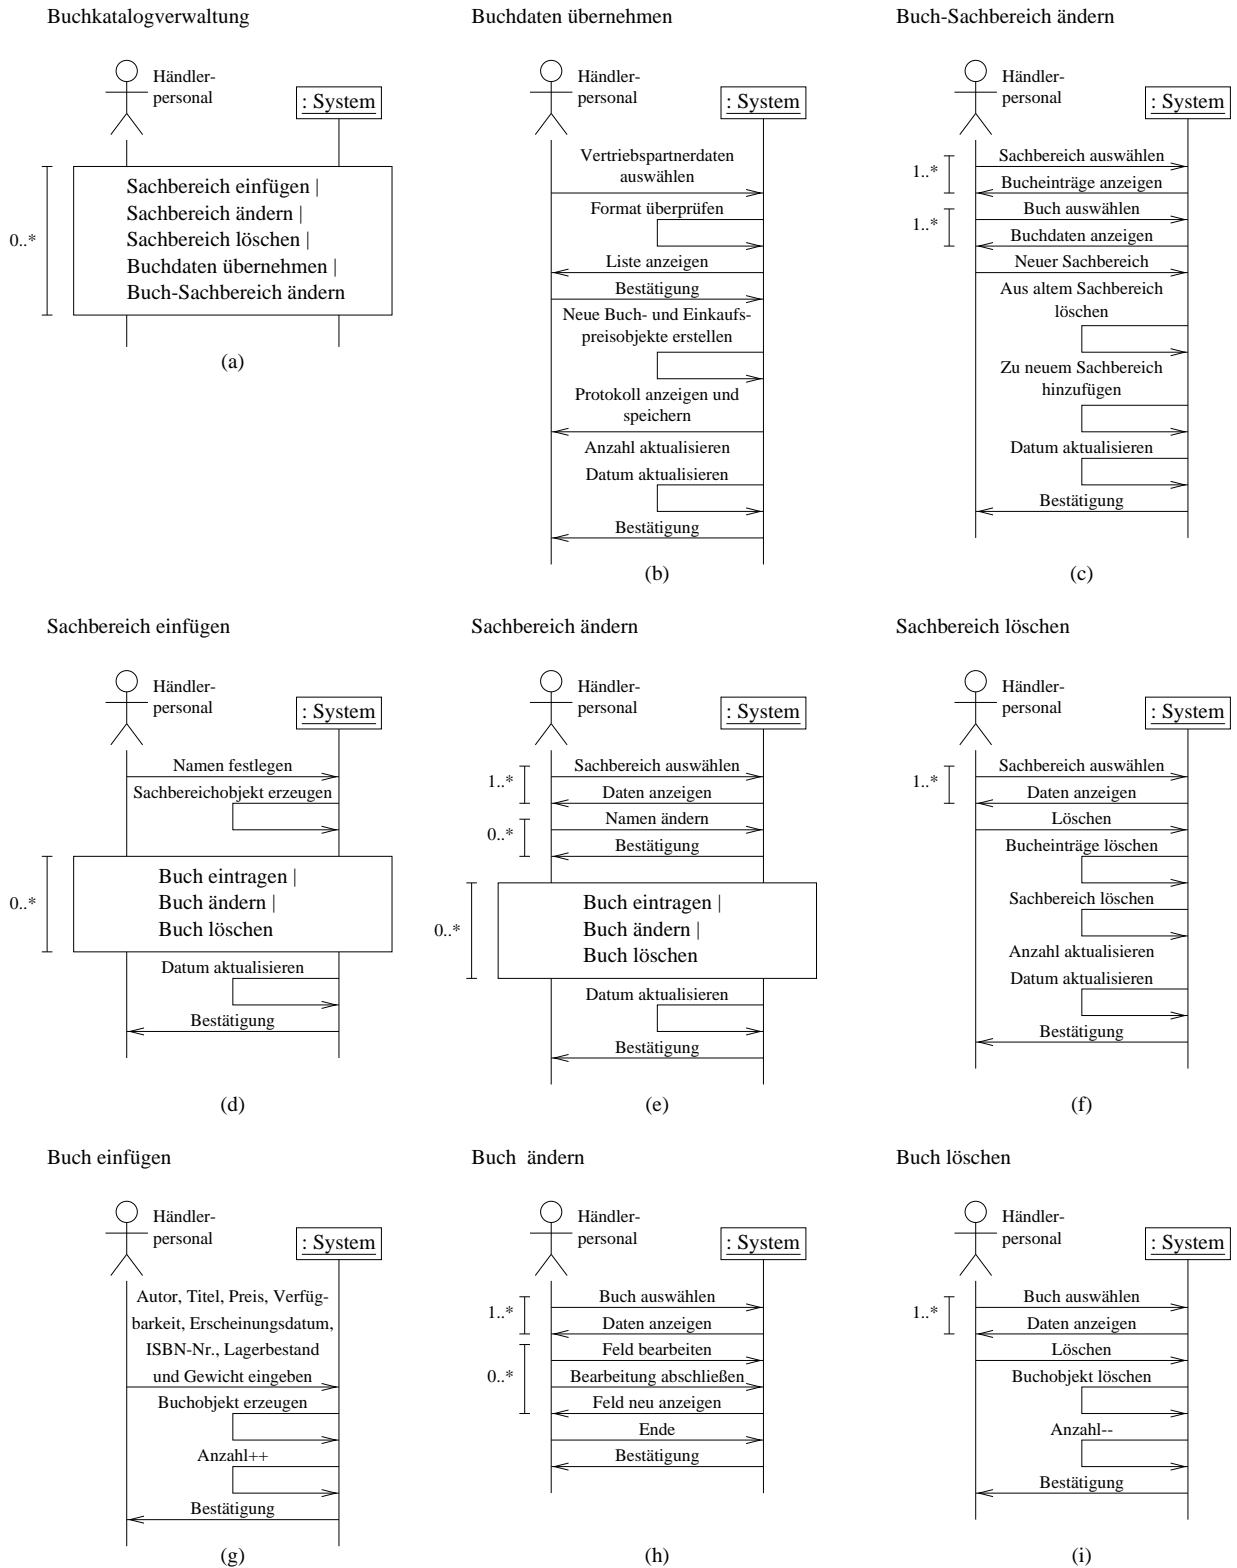 Buchkatalogverwaltung
Händler-
personal
: System
0..*
Sachbereich einfügen |
Sachbereich ändern |
Sachbereich löschen |
Buchdaten übernehmen |
Buch-Sachbereich ändern
(a)
Buchdaten übernehmen
Händler-
personal
: System
Vertriebspartnerdaten
auswählen
Format überprüfen
Liste anzeigen
Bestätigung
Neue Buch- und Einkaufs-
preisobjekte erstellen
Protokoll anzeigen und
speichern
Anzahl aktualisieren
Datum aktualisieren
Bestätigung
(b)
Buch-Sachbereich ändern
Händler-
personal
: System
1..*
Sachbereich auswählen
Bucheinträge anzeigen
1..*
Buch auswählen
Buchdaten anzeigen
Neuer Sachbereich
Aus altem Sachbereich
löschen
Zu neuem Sachbereich
hinzufügen
Datum aktualisieren
Bestätigung
(c)
Sachbereich einfügen
Händler-
personal
: System
Namen festlegen
Sachbereichobjekt erzeugen
0..*
Buch eintragen |
Buch ändern |
Buch löschen
Datum aktualisieren
Bestätigung
(d)
Sachbereich ändern
Händler-
personal
: System
1..*
Sachbereich auswählen
Daten anzeigen
0..*
Namen ändern
Bestätigung
0..*
Buch eintragen |
Buch ändern |
Buch löschen
Datum aktualisieren
Bestätigung
(e)
Sachbereich löschen
Händler-
personal
: System
1..*
Sachbereich auswählen
Daten anzeigen
Löschen
Bucheinträge löschen
Sachbereich löschen
Anzahl aktualisieren
Datum aktualisieren
Bestätigung
(f)
Buch einfügen
Händler-
personal
: System
Autor, Titel, Preis, Verfüg-
barkeit, Erscheinungsdatum,
ISBN-Nr., Lagerbestand
und Gewicht eingeben
Buchobjekt erzeugen
Anzahl++
Bestätigung
(g)
Buch ändern
Händler-
personal
: System
1..*
Buch auswählen
Daten anzeigen
0..*
Feld bearbeiten
Bearbeitung abschließen
Feld neu anzeigen
Ende
Bestätigung
(h)
Buch löschen
Händler-
personal
: System
1..*
Buch auswählen
Daten anzeigen
Löschen
Buchobjekt löschen
Anzahl--
Bestätigung
(i)